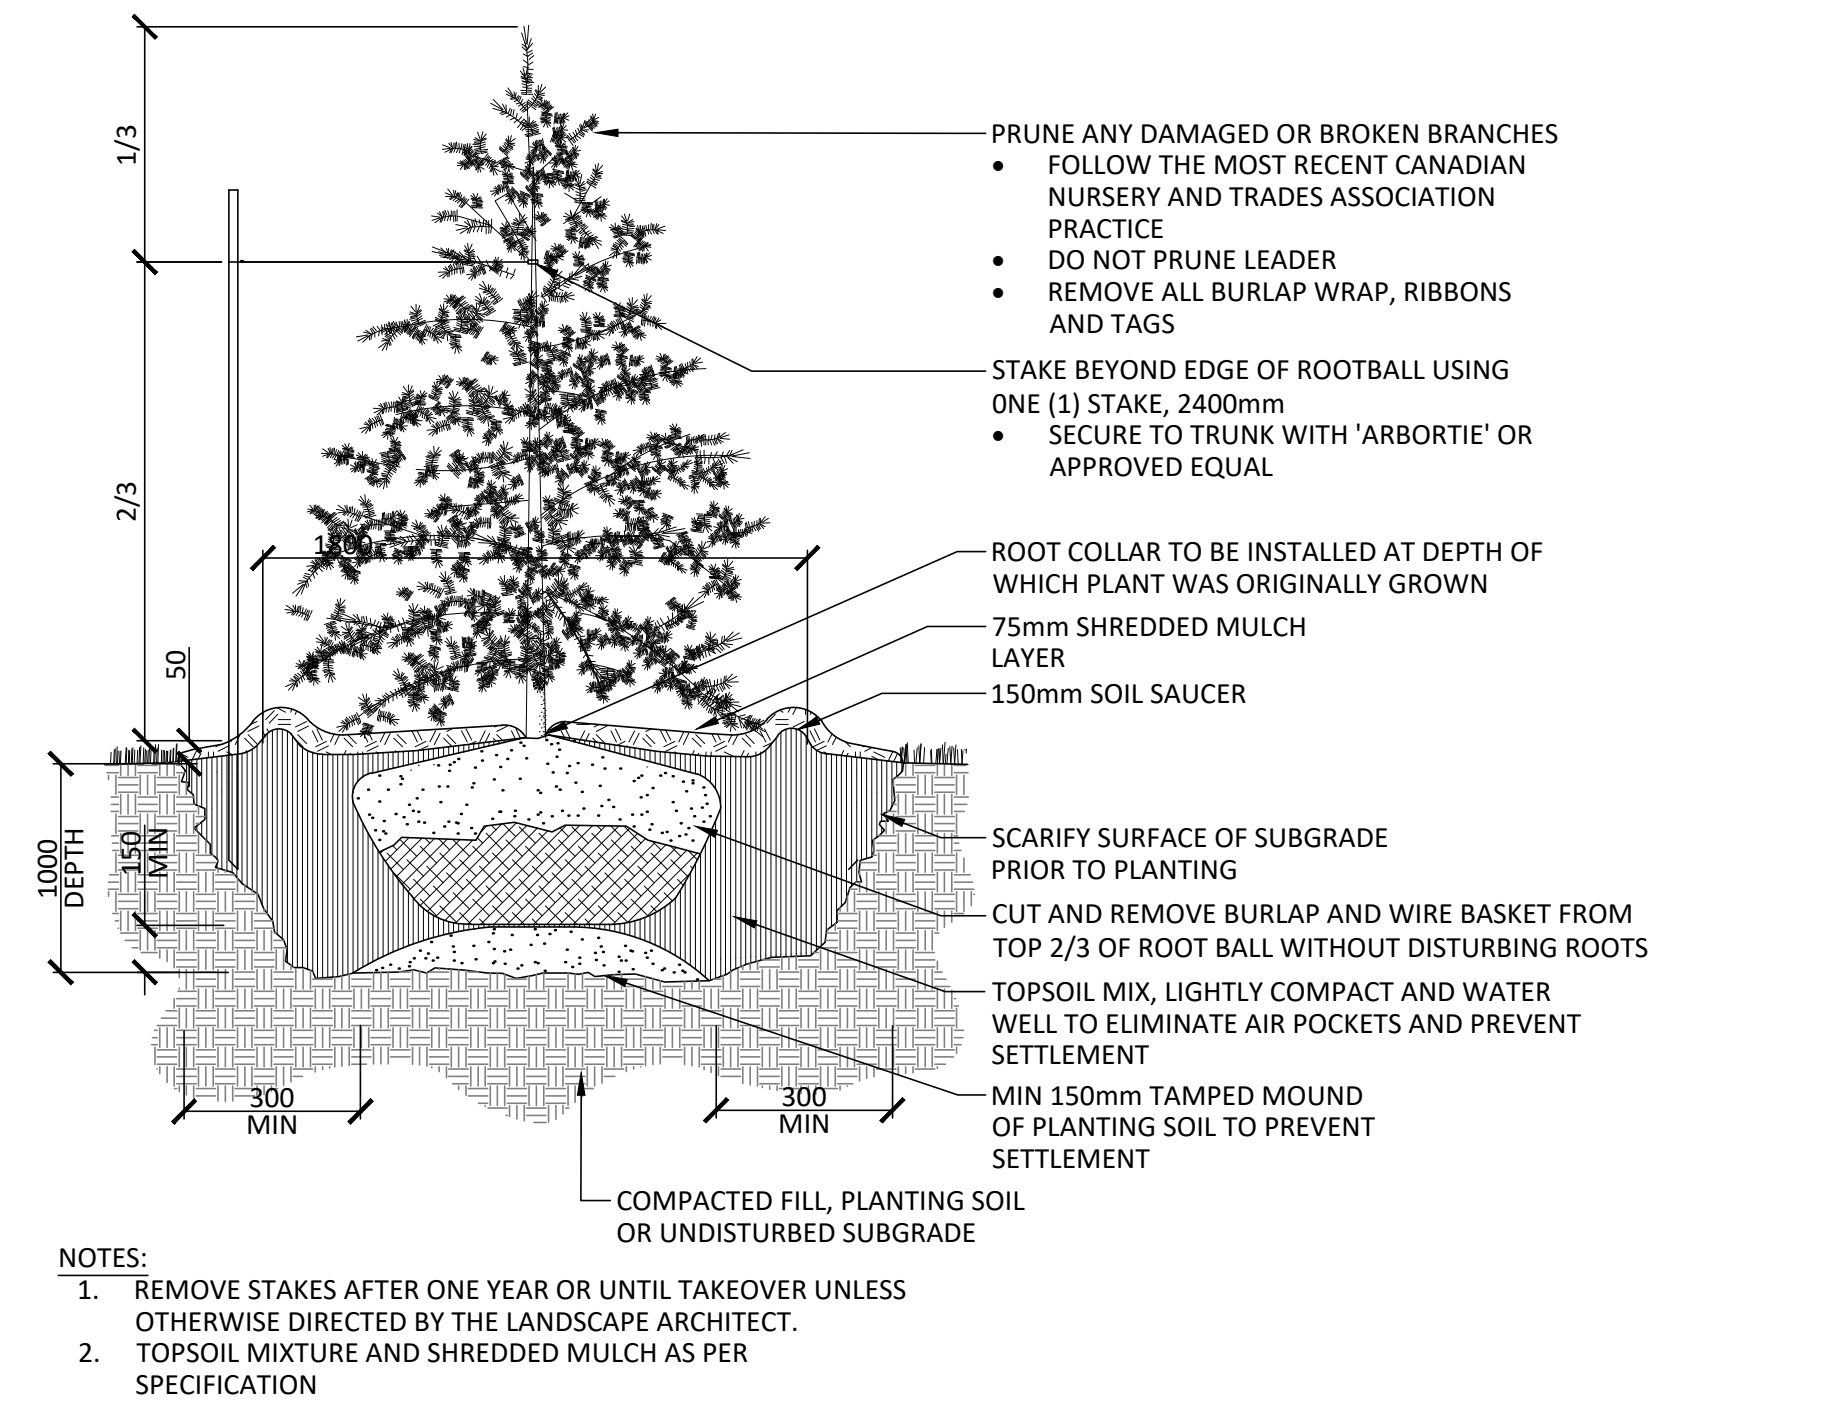 1/3
PRUNE ANY DAMAGED OR BROKEN BRANCHES
• FOLLOW THE MOST RECENT CANADIAN
NURSERY AND TRADES ASSOCIATION
PRACTICE
• DO NOT PRUNE LEADER
• REMOVE ALL BURLAP WRAP, RIBBONS
AND TAGS
STAKE BEYOND EDGE OF ROOTBALL USING
0NE (1) STAKE, 2400mm
• SECURE TO TRUNK WITH 'ARBORTIE' OR
APPROVED EQUAL
2/3
1800
ROOT COLLAR TO BE INSTALLED AT DEPTH OF
WHICH PLANT WAS ORIGINALLY GROWN
75mm SHREDDED MULCH
LAYER
50
150mm SOIL SAUCER
1000
DEPTH
150
MIN
SCARIFY SURFACE OF SUBGRADE
PRIOR TO PLANTING
CUT AND REMOVE BURLAP AND WIRE BASKET FROM
TOP 2/3 OF ROOT BALL WITHOUT DISTURBING ROOTS
TOPSOIL MIX, LIGHTLY COMPACT AND WATER
WELL TO ELIMINATE AIR POCKETS AND PREVENT
SETTLEMENT
300
MIN
300
MIN
MIN 150mm TAMPED MOUND
OF PLANTING SOIL TO PREVENT
SETTLEMENT
COMPACTED FILL, PLANTING SOIL
OR UNDISTURBED SUBGRADE
NOTES:
1. REMOVE STAKES AFTER ONE YEAR OR UNTIL TAKEOVER UNLESS
OTHERWISE DIRECTED BY THE LANDSCAPE ARCHITECT.
2. TOPSOIL MIXTURE AND SHREDDED MULCH AS PER
SPECIFICATION